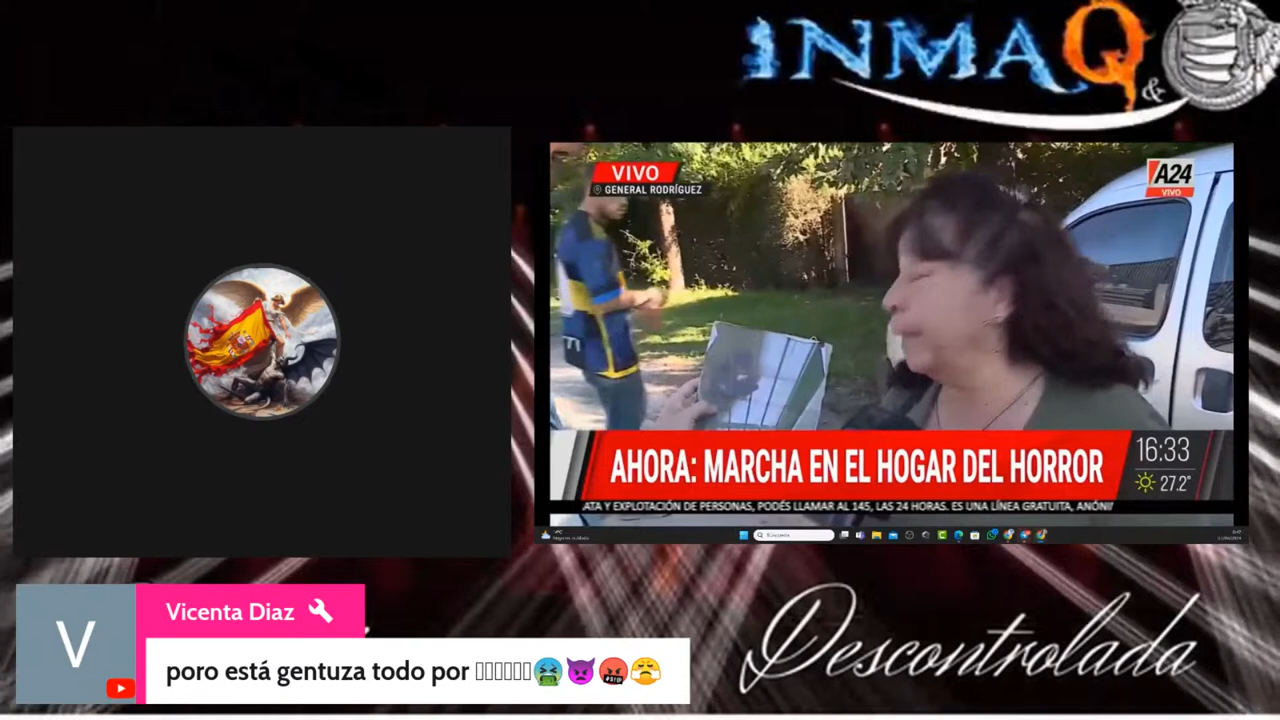 INMAQ
&
VIVO
GENERAL RODRÍGUEZ
A24
VIVO
AHORA: MARCHA EN EL HOGAR DEL HORROR
16:33
27.2°
ATA Y EXPLOTACIÓN DE PERSONAS, PODÉS LLAMAR AL 145, LAS 24 HORAS. ES UNA LÍNEA GRATUITA, ANÓNI
Búsqueda
Descontrolada
V
Vicenta Diaz
poro está gentuza todo por 🤮👿🤬😤